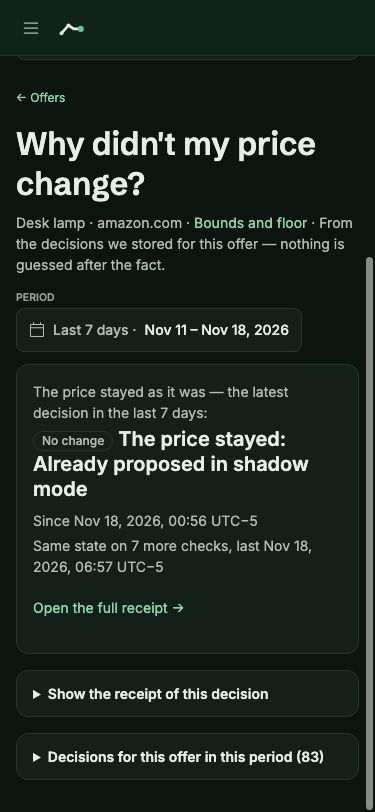 ← Offers
Why didn't my price
change?
Desk lamp · amazon.com · Bounds and floor · From
the decisions we stored for this offer — nothing is
guessed after the fact.
PERIOD
Last 7 days · Nov 11 – Nov 18, 2026
The price stayed as it was — the latest
decision in the last 7 days:
No change The price stayed:
Already proposed in shadow
mode
Since Nov 18, 2026, 00:56 UTC−5
Same state on 7 more checks, last Nov 18,
2026, 06:57 UTC−5
Open the full receipt →
▶ Show the receipt of this decision
▶ Decisions for this offer in this period (83)